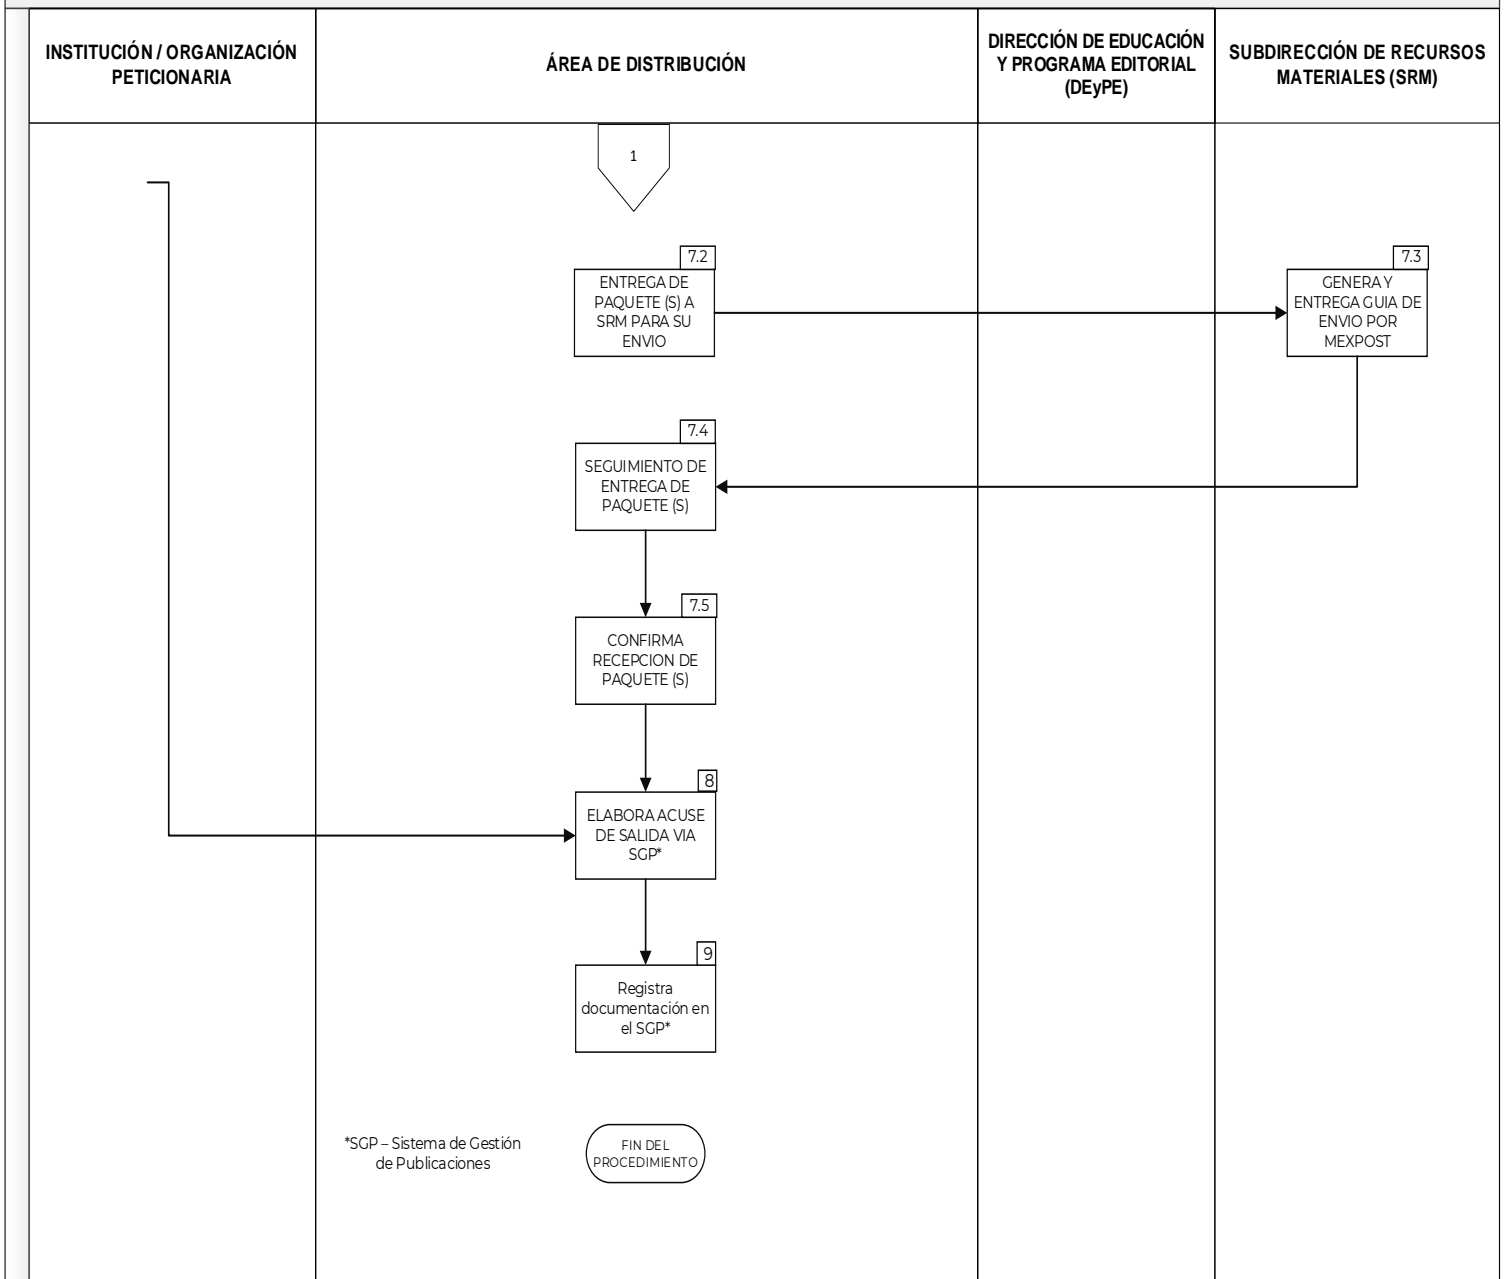 INSTITUCIÓN / ORGANIZACIÓN
PETICIONARIA
ÁREA DE DISTRIBUCIÓN
DIRECCIÓN DE EDUCACIÓN
Y PROGRAMA EDITORIAL
(DEyPE)
SUBDIRECCIÓN DE RECURSOS
MATERIALES (SRM)
1
7.2
ENTREGA DE
PAQUETE (S) A
SRM PARA SU
ENVIO
7.3
GENERA Y
ENTREGA GUIA DE
ENVIO POR
MEXPOST
7.4
SEGUIMIENTO DE
ENTREGA DE
PAQUETE (S)
7.5
CONFIRMA
RECEPCION DE
PAQUETE (S)
8
ELABORA ACUSE
DE SALIDA VIA
SGP*
9
Registra
documentación en
el SGP*
*SGP – Sistema de Gestión
de Publicaciones
FIN DEL
PROCEDIMIENTO